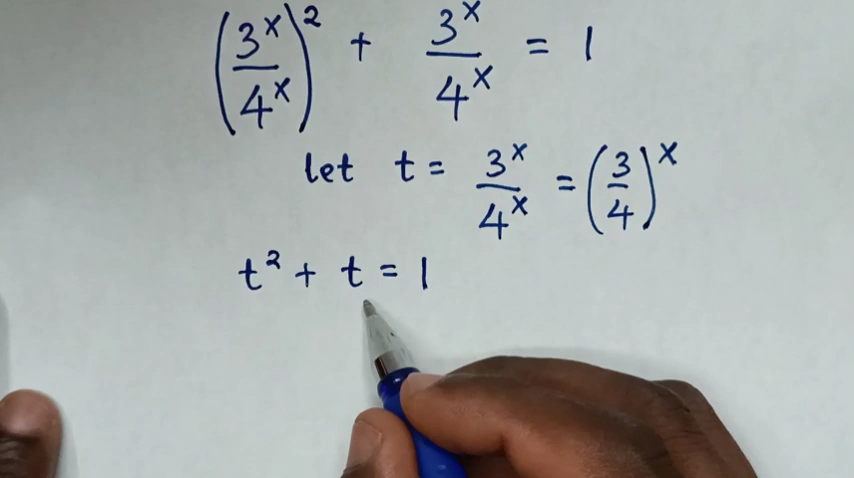 (3^x/4^x)^2 + 3^x/4^x = 1
let t = 3^x/4^x = (3/4)^x
t^2 + t = 1